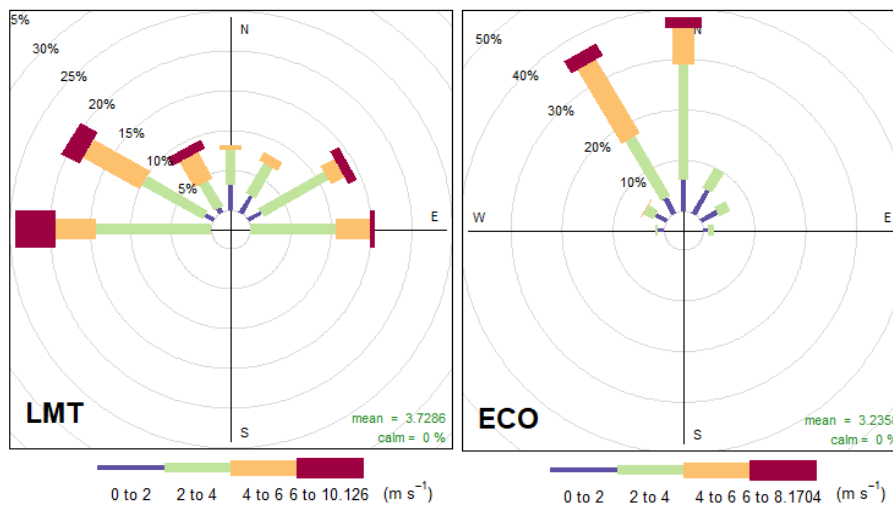 5%
30%
25%
20%
15%
10%
5%
N
E
S
LMT
mean = 3.7286
calm = 0 %
0 to 2
2 to 4
4 to 6
6 to 10.126
(m s⁻¹)
50%
40%
30%
20%
10%
N
W
E
S
ECO
mean = 3.2358
calm = 0 %
0 to 2
2 to 4
4 to 6
6 to 8.1704
(m s⁻¹)